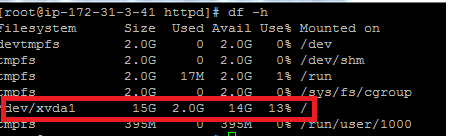 [root@ip-172-31-3-41 httpd]# df -h
Filesystem Size Used Avail Use% Mounted on
devtmpfs 2.0G 0 2.0G 0% /dev
tmpfs 2.0G 0 2.0G 0% /dev/shm
tmpfs 2.0G 17M 2.0G 1% /run
tmpfs 2.0G 0 2.0G 0% /sys/fs/cgroup
/dev/xvda1 15G 2.0G 14G 13% /
tmpfs 395M 0 395M 0% /run/user/1000